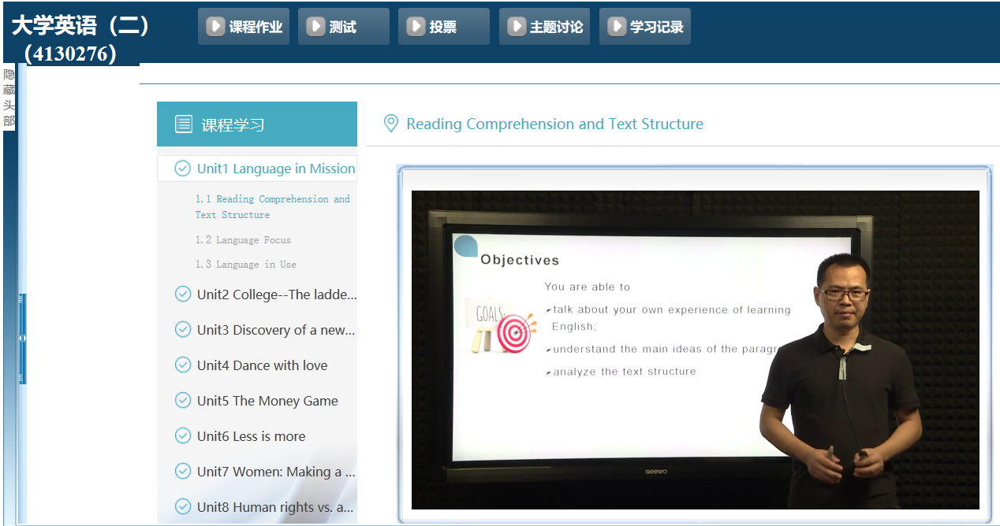 大学英语（二）
（4130276）
课程作业
测试
投票
主题讨论
学习记录
隐
藏
头
部
课程学习
Unit1 Language in Mission
1.1 Reading Comprehension and
Text Structure
1.2 Language Focus
1.3 Language in Use
Unit2 College--The ladde...
Unit3 Discovery of a new...
Unit4 Dance with love
Unit5 The Money Game
Unit6 Less is more
Unit7 Women: Making a ...
Unit8 Human rights vs. a...
Reading Comprehension and Text Structure
Objectives
You are able to
talk about your own experience of learning
English;
understand the main ideas of the paragr
analyze the text structure
GOALS
seewo